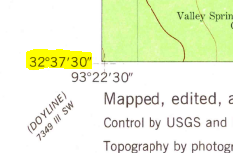 Valley Sprin
32°37'30"
93°22'30"
(DOYLINE)
7349 III SW
Mapped, edited, a
Control by USGS and
Topography by photogr